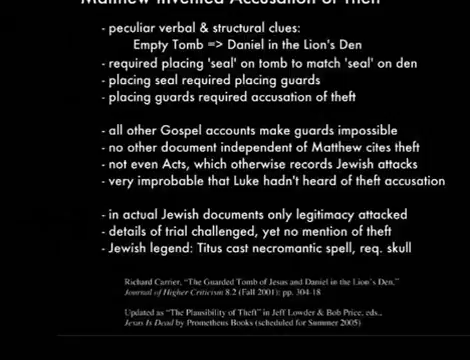 Matthew Invented Accusation of Theft
- peculiar verbal & structural clues:
Empty Tomb => Daniel in the Lion's Den
- required placing 'seal' on tomb to match 'seal' on den
- placing seal required placing guards
- placing guards required accusation of theft
- all other Gospel accounts make guards impossible
- no other document independent of Matthew cites theft
- not even Acts, which otherwise records Jewish attacks
- very improbable that Luke hadn't heard of theft accusation
- in actual Jewish documents only legitimacy attacked
- details of trial challenged, yet no mention of theft
- Jewish legend: Titus cast necromantic spell, req. skull
Richard Carrier, "The Guarded Tomb of Jesus and Daniel in the Lion's Den,"
Journal of Higher Criticism 8.2 (Fall 2001): pp. 304-18
Updated as "The Plausibility of Theft" in Jeff Lowder & Bob Price, eds.,
Jesus Is Dead by Prometheus Books (scheduled for Summer 2005)